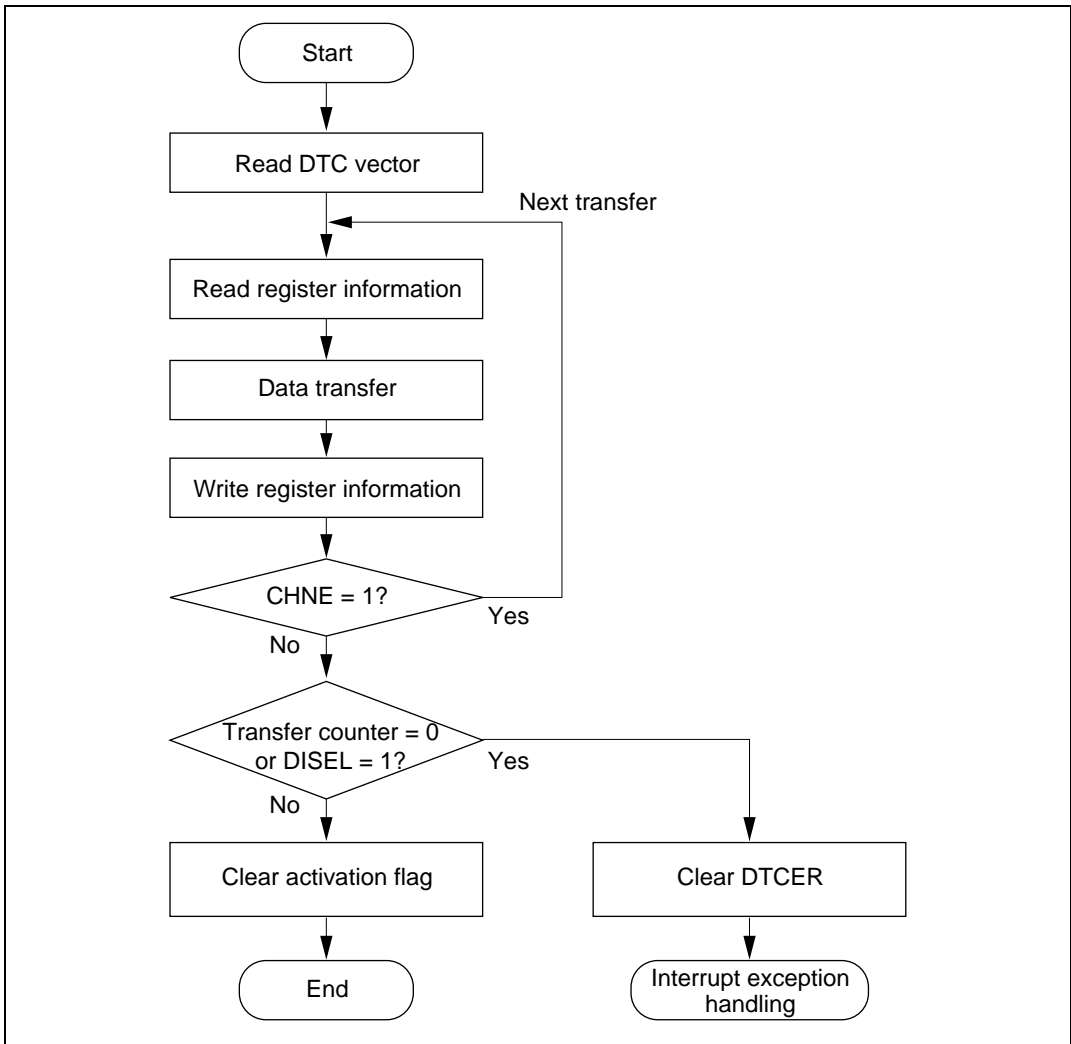 Start
Read DTC vector
Next transfer
Read register information
Data transfer
Write register information
CHNE = 1?
Yes
No
Transfer counter = 0
or DISEL = 1?
Yes
No
Clear activation flag
Clear DTCER
End
Interrupt exception
handling